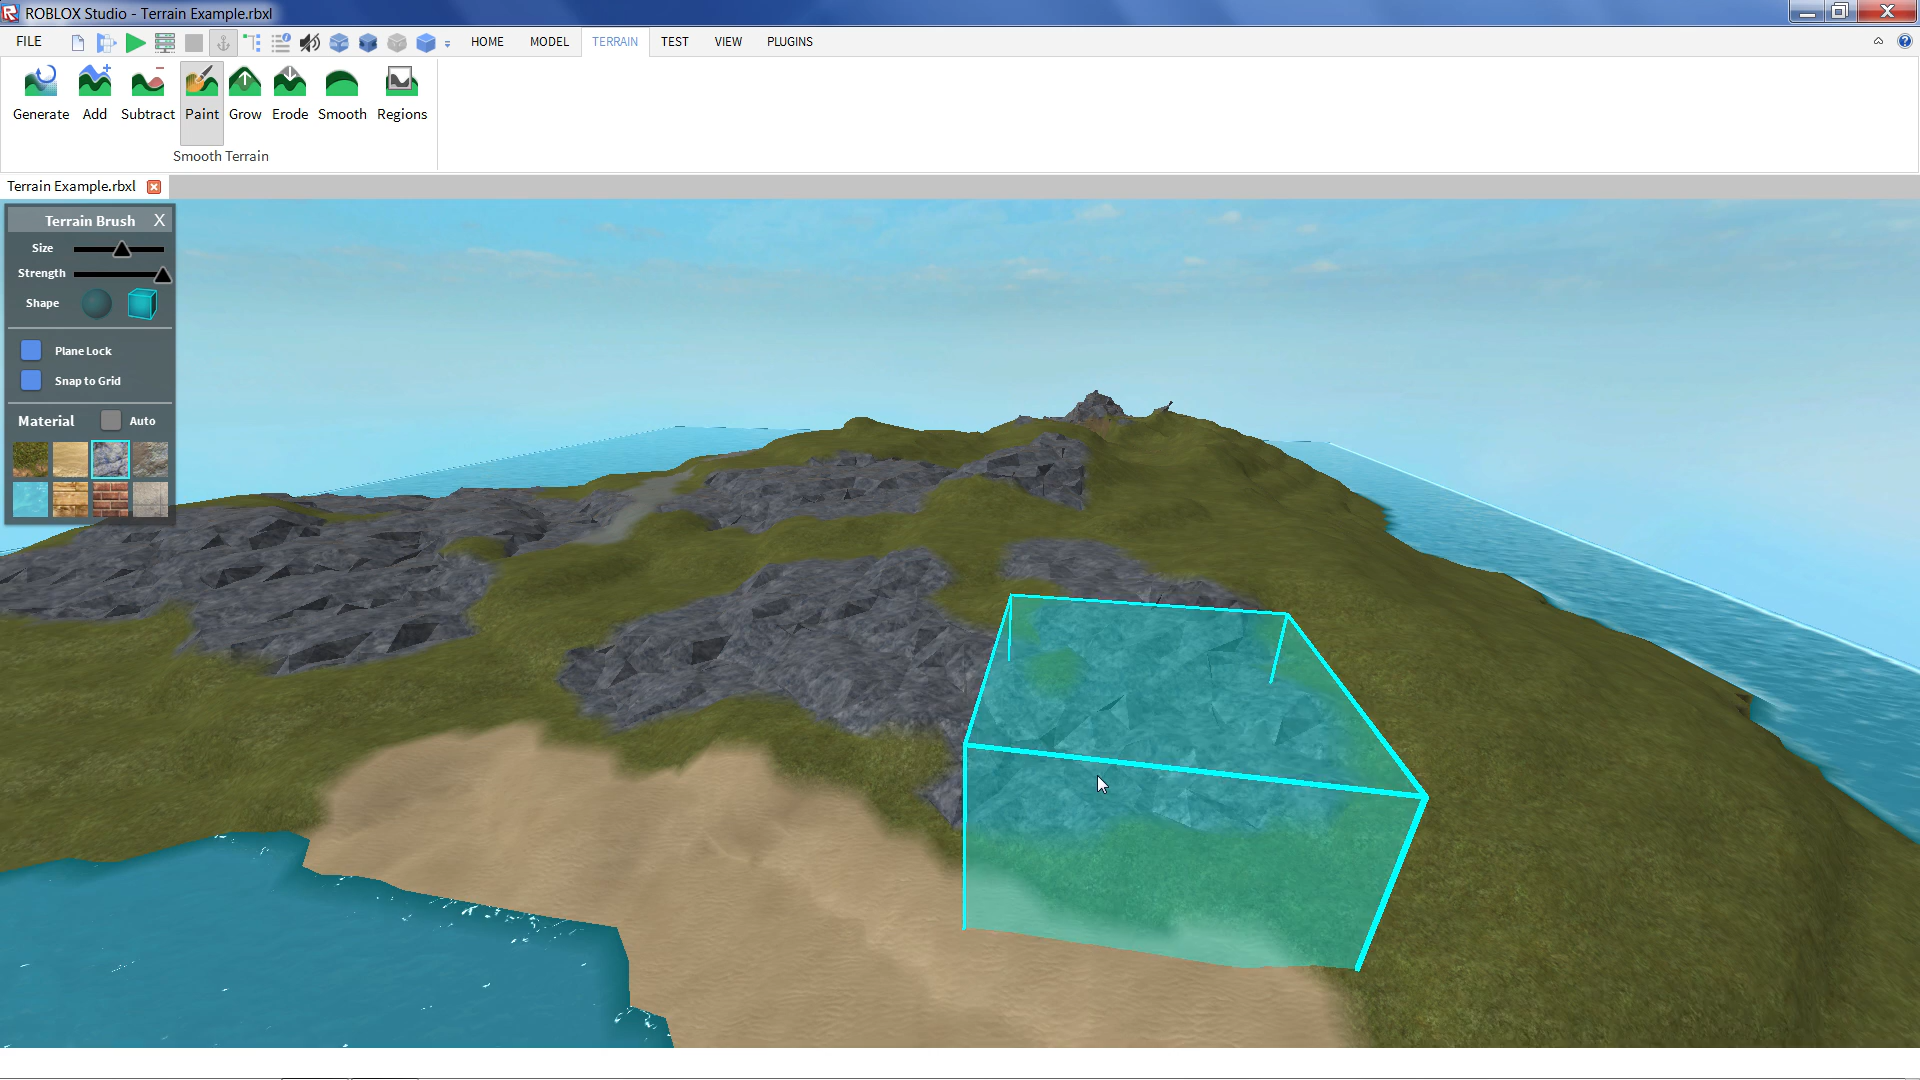 ROBLOX Studio - Terrain Example.rbxl
FILE HOME MODEL TERRAIN TEST VIEW PLUGINS
Generate Add Subtract Paint Grow Erode Smooth Regions
Smooth Terrain
Terrain Example.rbxl
Terrain Brush X
Size
Strength
Shape
Plane Lock
Snap to Grid
Material Auto